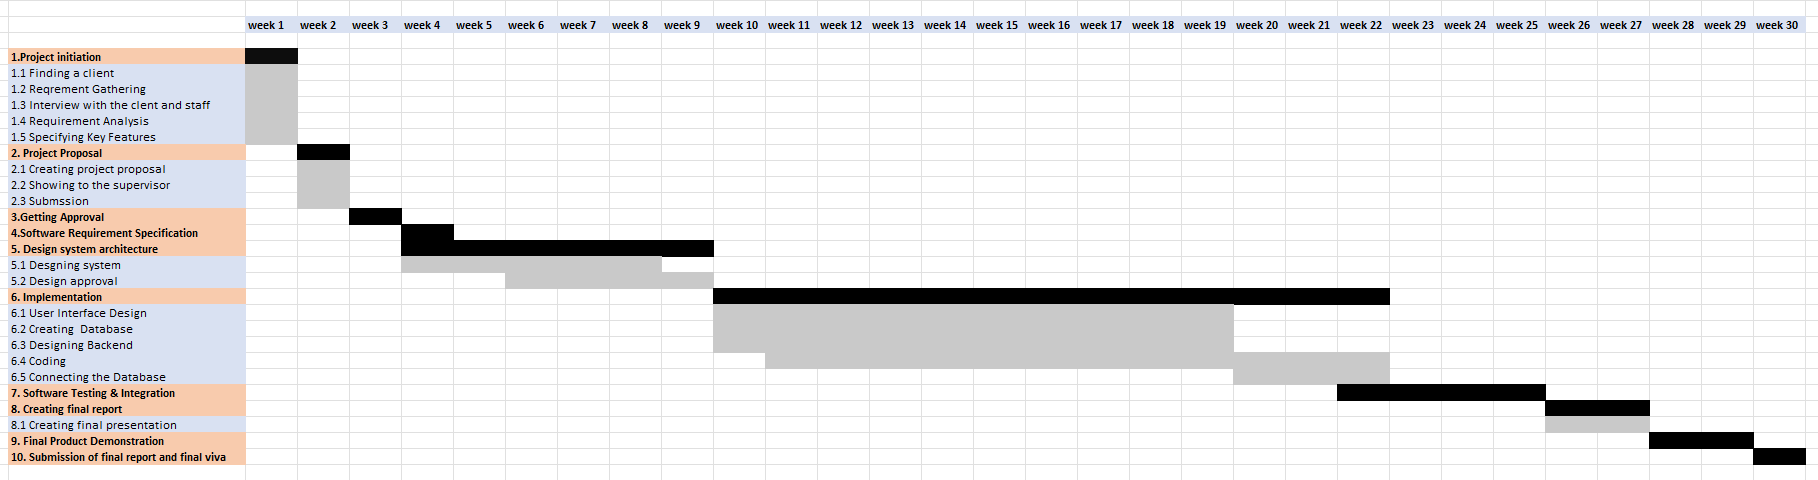 week 1 week 2 week 3 week 4 week 5 week 6 week 7 week 8 week 9 week 10 week 11 week 12 week 13 week 14 week 15 week 16 week 17 week 18 week 19 week 20 week 21 week 22 week 23 week 24 week 25 week 26 week 27 week 28 week 29 week 30
1.Project initiation
1.1 Finding a client
1.2 Reqrement Gathering
1.3 Interview with the clent and staff
1.4 Requirement Analysis
1.5 Specifying Key Features
2. Project Proposal
2.1 Creating project proposal
2.2 Showing to the supervisor
2.3 Submssion
3.Getting Approval
4.Software Requirement Specification
5. Design system architecture
5.1 Desgning system
5.2 Design approval
6. Implementation
6.1 User Interface Design
6.2 Creating  Database
6.3 Designing Backend
6.4 Coding
6.5 Connecting the Database
7. Software Testing & Integration
8. Creating final report
8.1 Creating final presentation
9. Final Product Demonstration
10. Submission of final report and final viva